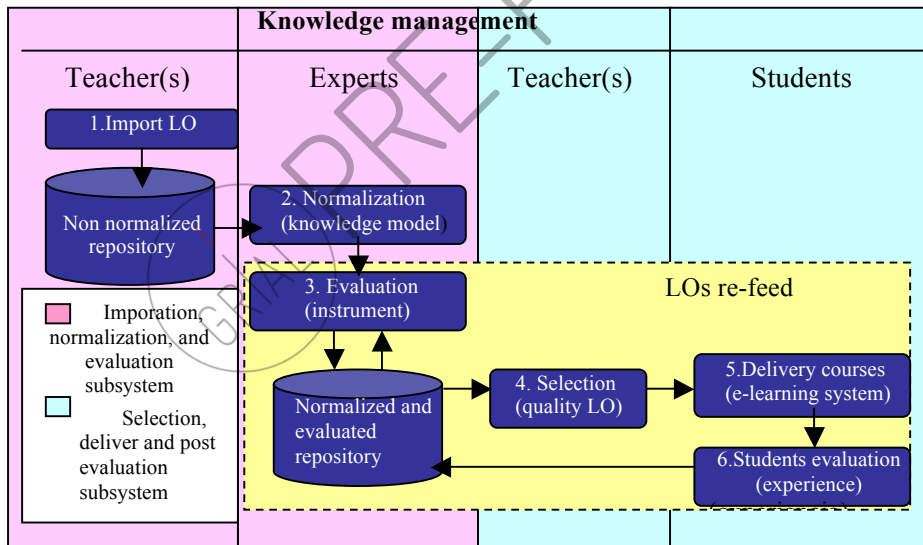 Knowledge management
Teacher(s)
Experts
Teacher(s)
Students
1.Import LO
Non normalized
repository
2. Normalization
(knowledge model)
3. Evaluation
(instrument)
LOs re-feed
Normalized and
evaluated
repository
4. Selection
(quality LO)
5.Delivery courses
(e-learning system)
6.Students evaluation
(experience)
Imporation,
normalization, and
evaluation
subsystem
Selection,
deliver and post
evaluation
subsystem
GRIAL
PRE-